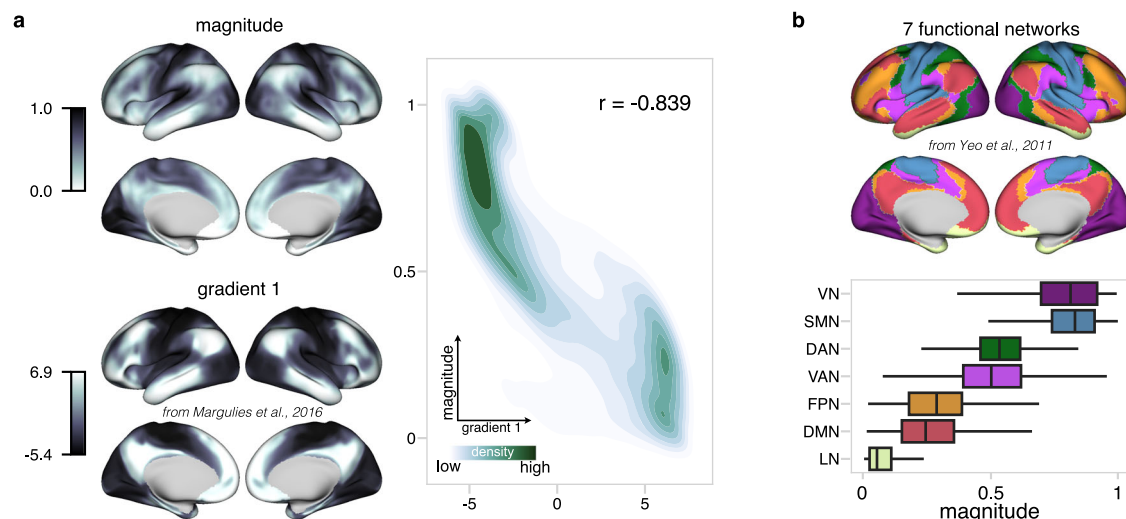 a
magnitude
1.0
0.0
gradient 1
6.9
from Margulies et al., 2016
-5.4
r = -0.839
1
0.5
0
magnitude
gradient 1
density
low
high
-5
0
5
b
7 functional networks
from Yeo et al., 2011
VN
SMN
DAN
VAN
FPN
DMN
LN
0
0.5
1
magnitude